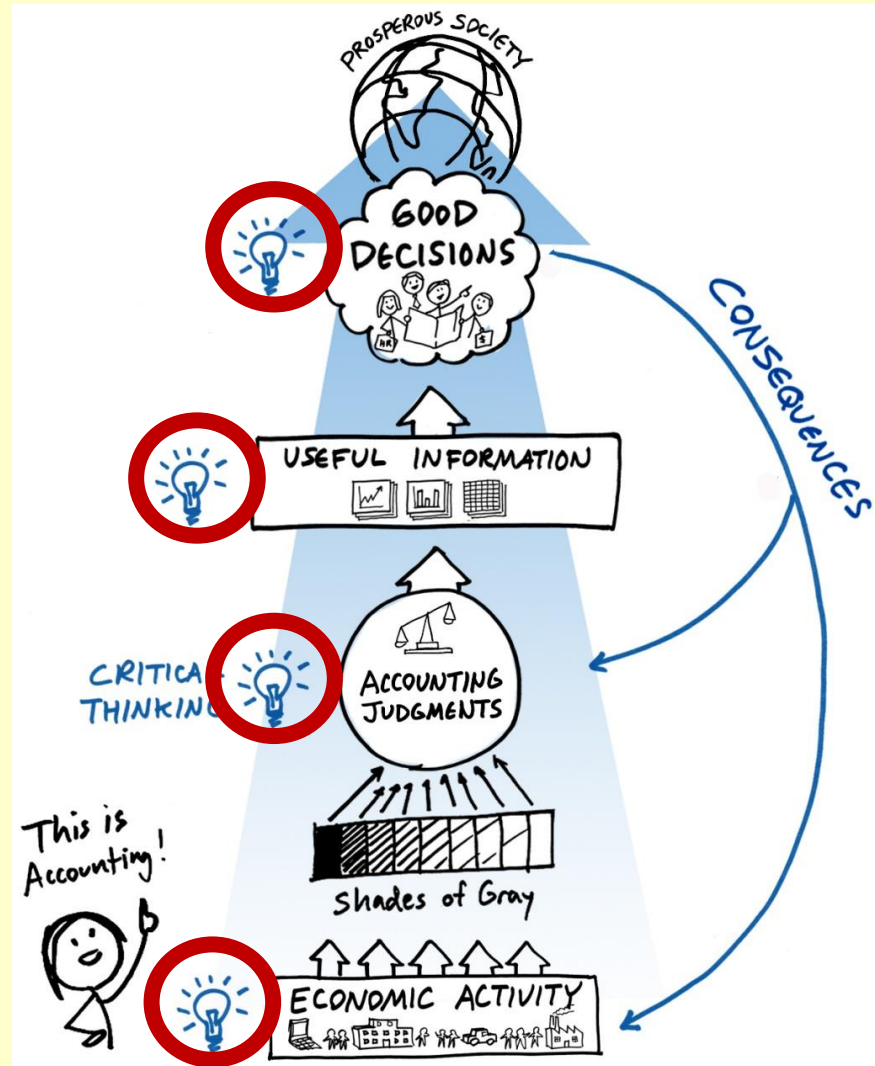 PROSPEROUS SOCIETY
GOOD
DECISIONS
HR
$
CONSEQUENCES
USEFUL INFORMATION
CRITICA
THINKING
ACCOUNTING
JUDGMENTS
This is
Accounting!
Shades of Gray
ECONOMIC ACTIVITY